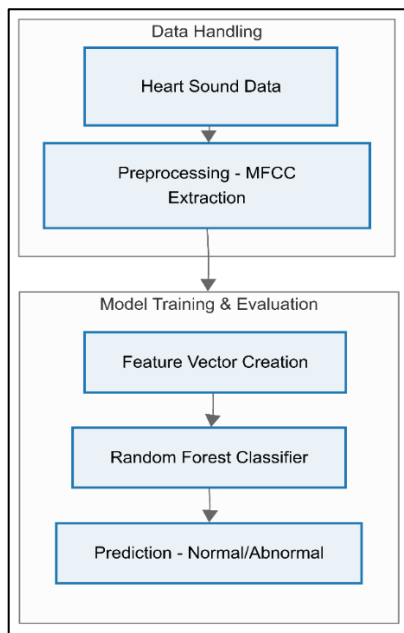 Data Handling
Heart Sound Data
Preprocessing - MFCC
Extraction
Model Training & Evaluation
Feature Vector Creation
Random Forest Classifier
Prediction - Normal/Abnormal